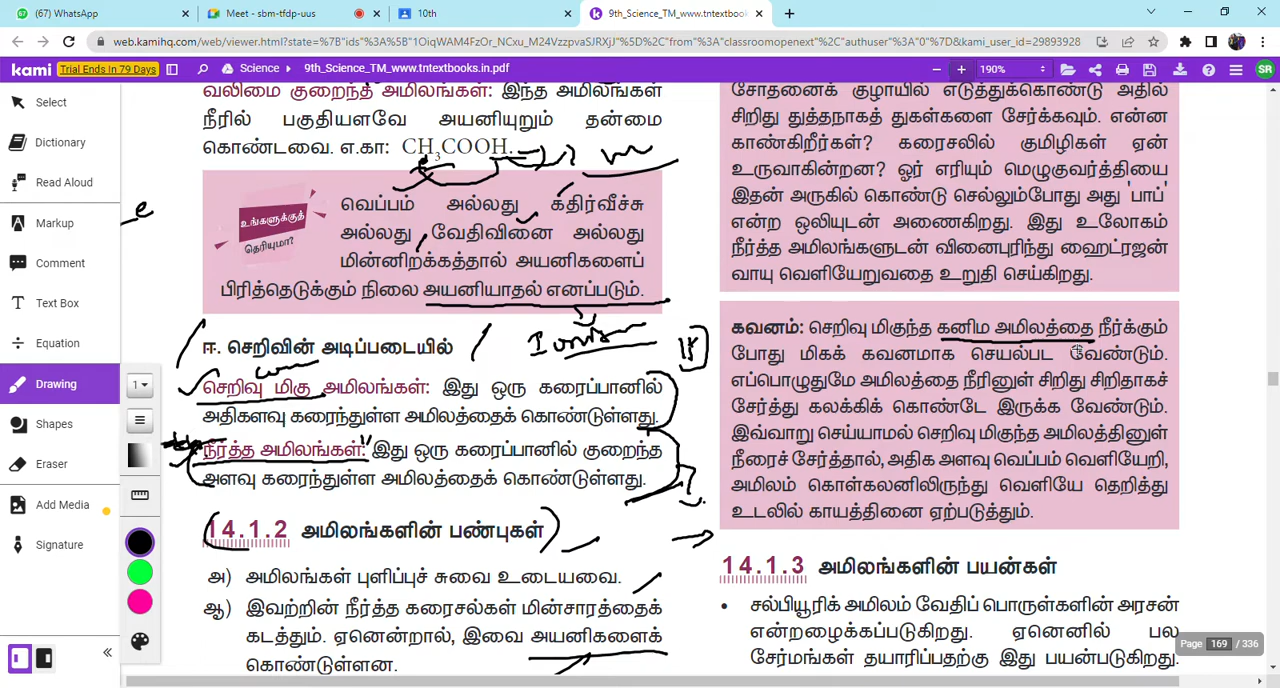 (67) WhatsApp
Meet - sbm-tfdp-uus
10th
9th_Science_TM_www.tntextbook
web.kamihq.com/web/viewer.html?state=%7B"ids"%3A%5B"1OiqWAM4FzOr_NCxu_M24VzzpvaSJRXjJ"%5D%2C"from"%3A"classroomopenext"%2C"authuser"%3A"0"%7D&kami_user_id=29893928
kami
Trial Ends In 79 Days
Science
9th_Science_TM_www.tntextbooks.in.pdf
190%
SR
Select
Dictionary
Read Aloud
Markup
Comment
Text Box
Equation
Drawing
Shapes
Eraser
Add Media
Signature
1
வலிமை குறைந்த அமிலங்கள்: இந்த அமிலங்கள்
நீரில் பகுதியளவே அயனியுறும் தன்மை
கொண்டவை. எ.கா: CH₃COOH.
உங்களுக்குத்
தெரியுமா?
வெப்பம் அல்லது கதிர்வீச்சு
அல்லது வேதிவினை அல்லது
மின்னிறக்கத்தால் அயனிகளைப்
பிரித்தெடுக்கும் நிலை அயனியாதல் எனப்படும்.
ஈ. செறிவின் அடிப்படையில்
செறிவு மிகு அமிலங்கள்: இது ஒரு கரைப்பானில்
அதிகளவு கரைந்துள்ள அமிலத்தைக் கொண்டுள்ளது.
நீர்த்த அமிலங்கள்: இது ஒரு கரைப்பானில் குறைந்த
அளவு கரைந்துள்ள அமிலத்தைக் கொண்டுள்ளது.
14.1.2 அமிலங்களின் பண்புகள்
அ) அமிலங்கள் புளிப்புச் சுவை உடையவை.
ஆ) இவற்றின் நீர்த்த கரைசல்கள் மின்சாரத்தைக்
கடத்தும். ஏனென்றால், இவை அயனிகளைக்
கொண்டுள்ளன.
சோதனைக் குழாயில் எடுத்துக்கொண்டு அதில்
சிறிது துத்தநாகத் துகள்களை சேர்க்கவும். என்ன
காண்கிறீர்கள்? கரைசலில் குமிழிகள் ஏன்
உருவாகின்றன? ஓர் எரியும் மெழுகுவர்த்தியை
இதன் அருகில் கொண்டு செல்லும்போது அது 'பாப்'
என்ற ஒலியுடன் அணைகிறது. இது உலோகம்
நீர்த்த அமிலங்களுடன் வினைபுரிந்து ஹைட்ரஜன்
வாயு வெளியேறுவதை உறுதி செய்கிறது.
கவனம்: செறிவு மிகுந்த கனிம அமிலத்தை நீர்க்கும்
போது மிகக் கவனமாக செயல்பட வேண்டும்.
எப்பொழுதுமே அமிலத்தை நீரினுள் சிறிது சிறிதாகச்
சேர்த்து கலக்கிக் கொண்டே இருக்க வேண்டும்.
இவ்வாறு செய்யாமல் செறிவு மிகுந்த அமிலத்தினுள்
நீரைச் சேர்த்தால், அதிக அளவு வெப்பம் வெளியேறி,
அமிலம் கொள்கலனிலிருந்து வெளியே தெறித்து
உடலில் காயத்தினை ஏற்படுத்தும்.
14.1.3 அமிலங்களின் பயன்கள்
• சல்பியூரிக் அமிலம் வேதிப் பொருள்களின் அரசன்
என்றழைக்கப்படுகிறது. ஏனெனில் பல
சேர்மங்கள் தயாரிப்பதற்கு இது பயன்படுகிறது.
Page 169 / 336